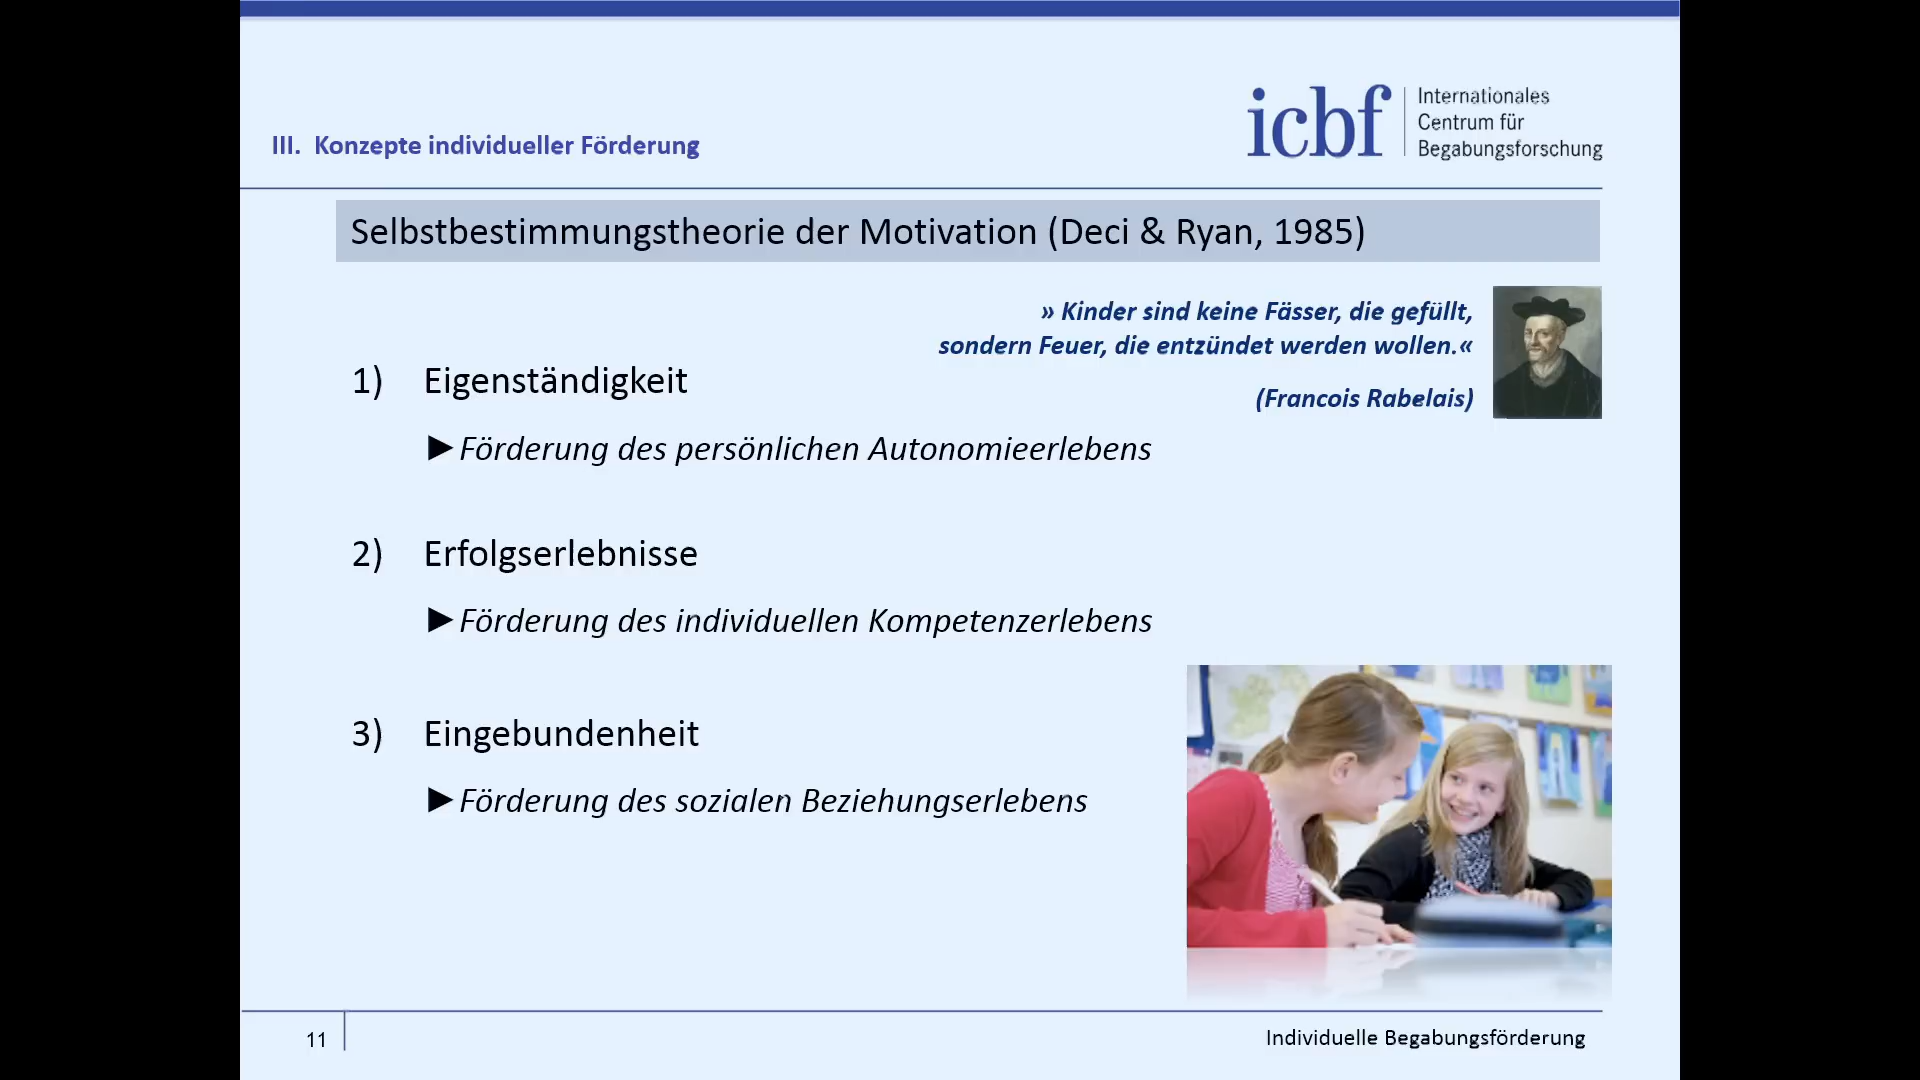 III. Konzepte individueller Förderung
icbf
Internationales
Centrum für
Begabungsforschung
Selbstbestimmungstheorie der Motivation (Deci & Ryan, 1985)
» Kinder sind keine Fässer, die gefüllt,
sondern Feuer, die entzündet werden wollen.«
(Francois Rabelais)
1) Eigenständigkeit
►Förderung des persönlichen Autonomieerlebens
2) Erfolgserlebnisse
►Förderung des individuellen Kompetenzerlebens
3) Eingebundenheit
►Förderung des sozialen Beziehungserlebens
11
Individuelle Begabungsförderung